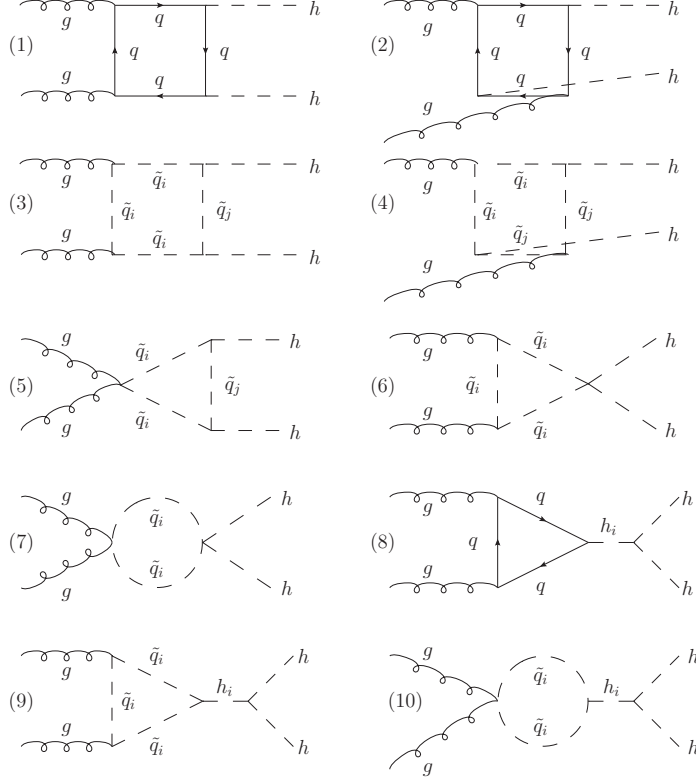 (1) g g q q q q h h
(2) g g q q q q h h
(3) g g q̃ᵢ q̃ᵢ q̃ᵢ q̃ⱼ h h
(4) g g q̃ᵢ q̃ᵢ q̃ⱼ q̃ⱼ h h
(5) g g q̃ᵢ q̃ᵢ q̃ⱼ h h
(6) g g q̃ᵢ q̃ᵢ q̃ᵢ h h
(7) g g q̃ᵢ q̃ᵢ h h
(8) g g q q q hᵢ h h
(9) g g q̃ᵢ q̃ᵢ q̃ᵢ hᵢ h h
(10) g g q̃ᵢ q̃ᵢ hᵢ h h